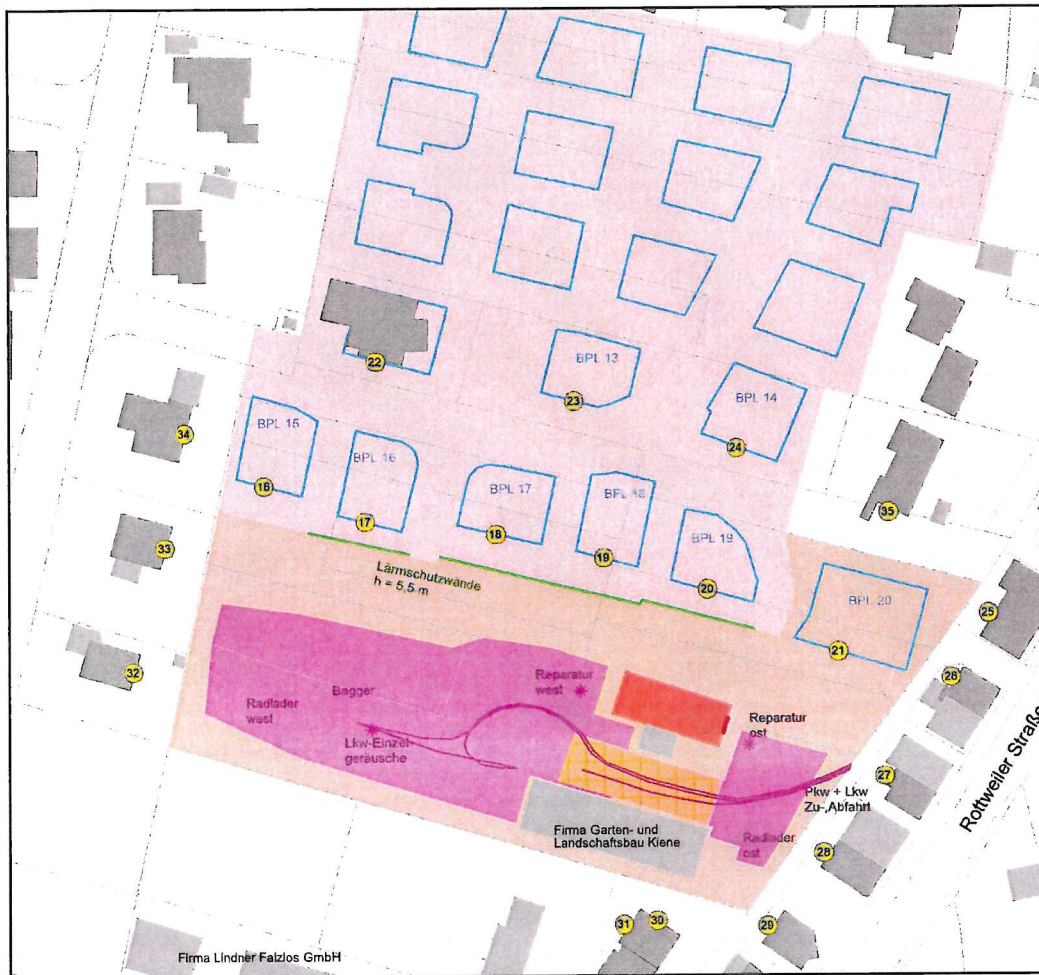 BPL 13
22
BPL 14
23
BPL 15
34
24
BPL 16
BPL 17
BPL 18
16
35
17
18
BPL 19
33
19
Lärmschutzwände
h = 5,5 m
20
BPL 20
25
21
32
Reparatur
west
26
Bagger
Radlader
west
Reparatur
ost
Lkw-Einzel-
geräusche
27
Pkw + Lkw
Zu-,Abfahrt
Rottweiler Straße
Firma Garten- und
Landschaftsbau Kiene
Radlader
ost
28
31
30
29
Firma Lindner Falzlos GmbH